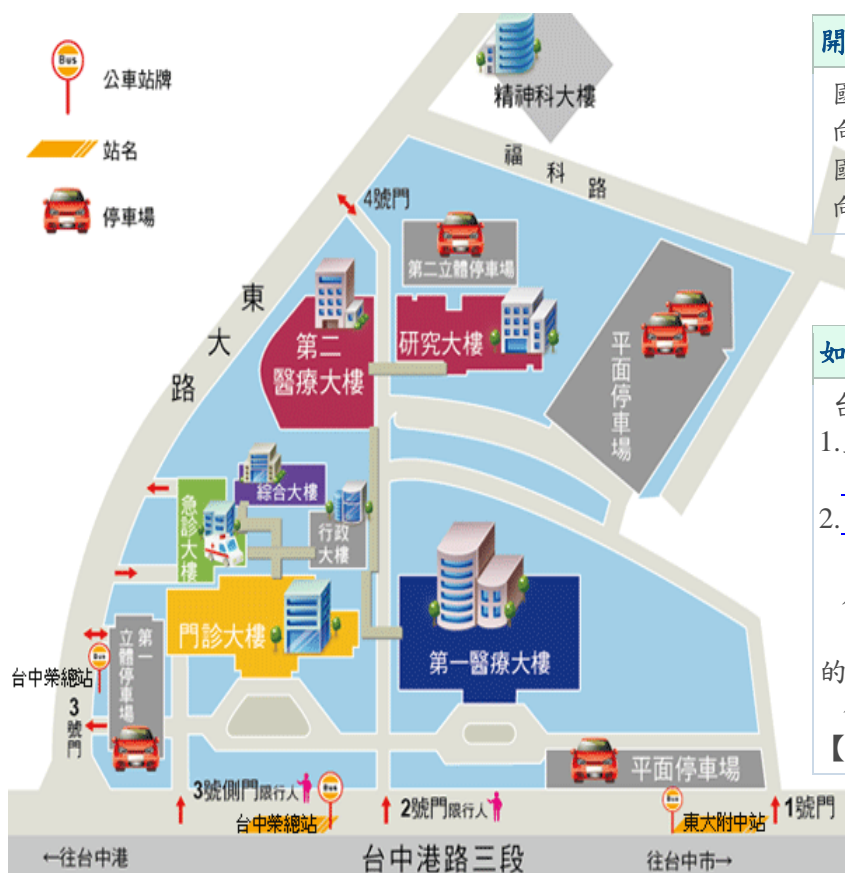 Bus
公車站牌
站名
停車場
精神科大樓
福科路
4號門
第二立體停車場
東大路
第二
醫療大樓
研究大樓
平面停車場
綜合大樓
急診大樓
行政
大樓
門診大樓
第一醫療大樓
第一
立體停車場
Bus
台中榮總站
3號門
平面停車場
3號側門限行人
Bus
台中榮總站
2號門限行人
Bus
東大附中站
1號門
←往台中港
台中港路三段
往台中市→
開
向
向
如
1.
2.
的
【